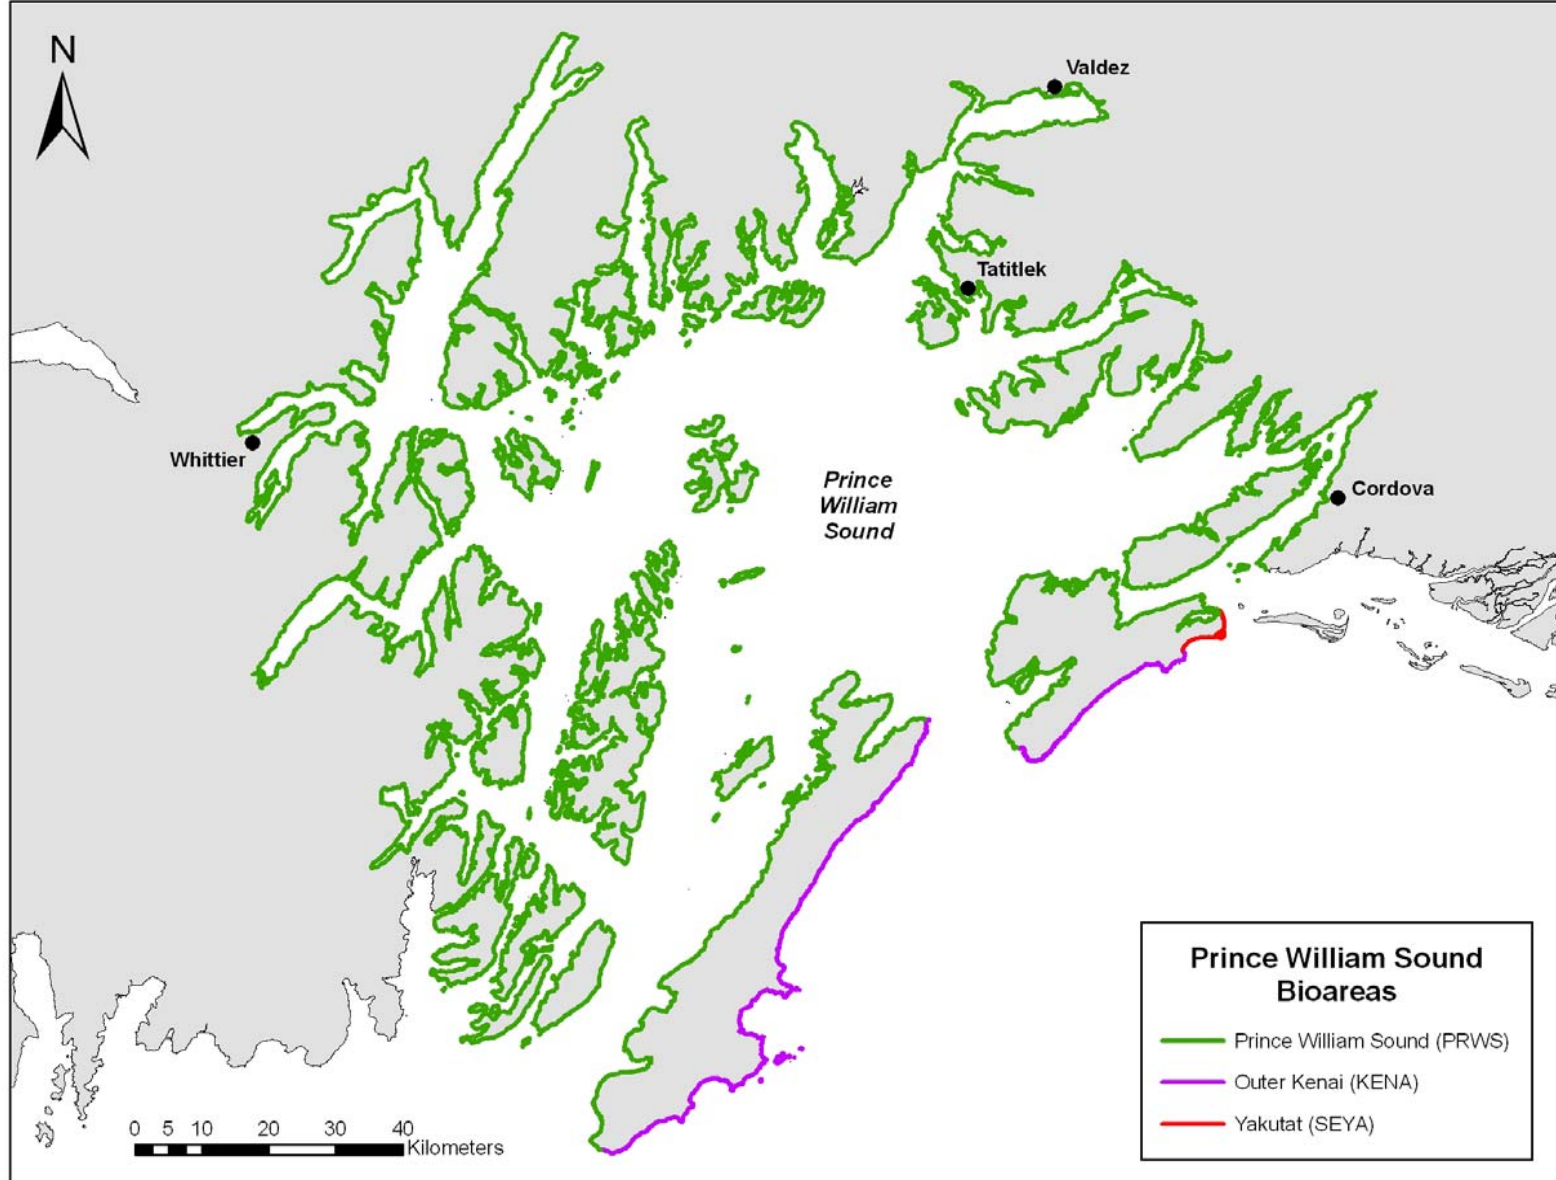 N
Valdez
Tatitlek
Whittier
Prince
William
Sound
Cordova
Prince William Sound
Bioareas
Prince William Sound (PRWS)
Outer Kenai (KENA)
Yakutat (SEYA)
0 5 10 20 30 40
Kilometers